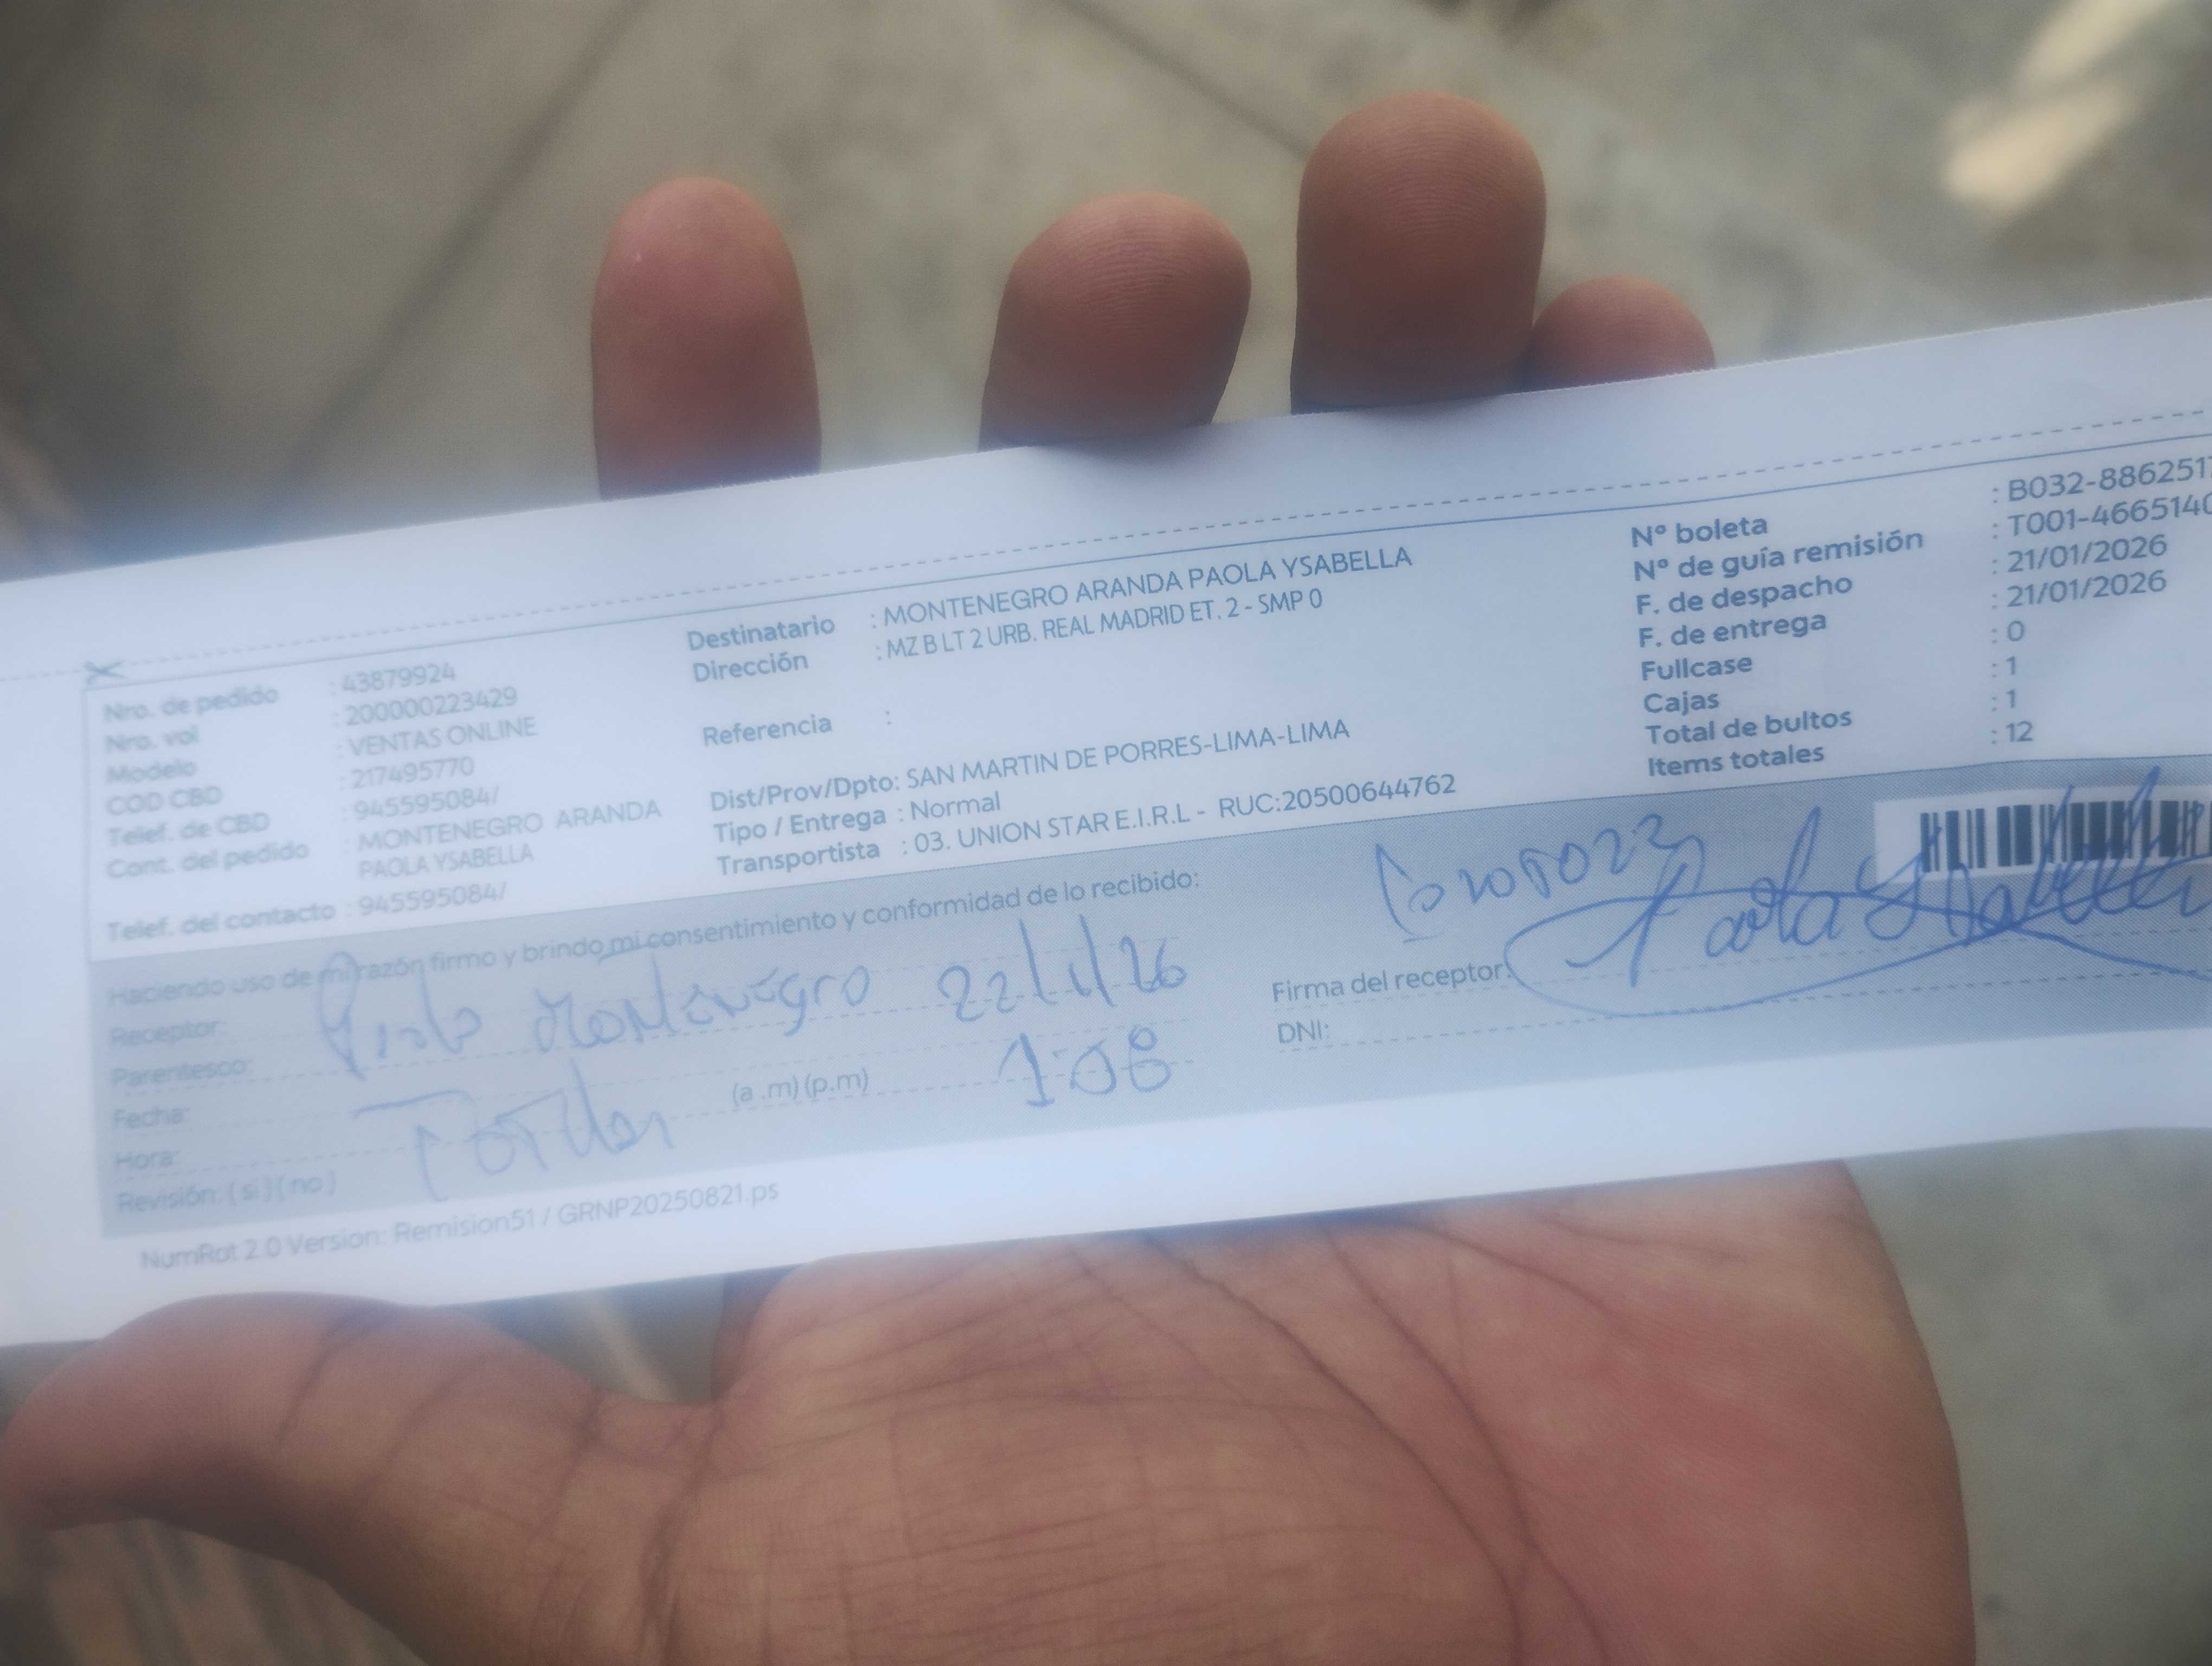 Nro. de pedido : 43879924
Nro. vol : 200000223429
Modelo : VENTAS ONLINE
COD CBD : 217495770
Telef. de CBD : 945595084/
Cont. del pedido : MONTENEGRO ARANDA
PAOLA YSABELLA
Telef. del contacto : 945595084/
Destinatario : MONTENEGRO ARANDA PAOLA YSABELLA
Dirección : MZ B LT 2 URB. REAL MADRID ET. 2 - SMP 0
Referencia :
Dist/Prov/Dpto: SAN MARTIN DE PORRES-LIMA-LIMA
Tipo / Entrega : Normal
Transportista : 03. UNION STAR E.I.R.L - RUC:20500644762
Nº boleta : B032-886251
Nº de guía remisión : T001-4665140
F. de despacho : 21/01/2026
F. de entrega : 21/01/2026
Fullcase : 0
Cajas : 1
Total de bultos : 1
Items totales : 12
Haciendo uso de mi razón firmo y brindo mi consentimiento y conformidad de lo recibido:
Receptor: Montenegro 22/1/26
Parentesco:
Fecha:
Hora: (a .m) (p.m) 1:08
Revisión: ( si ) ( no )
Firma del receptor: Paola Ysabella
DNI:
NumRot 2.0 Version: Remision51 / GRNP20250821.ps